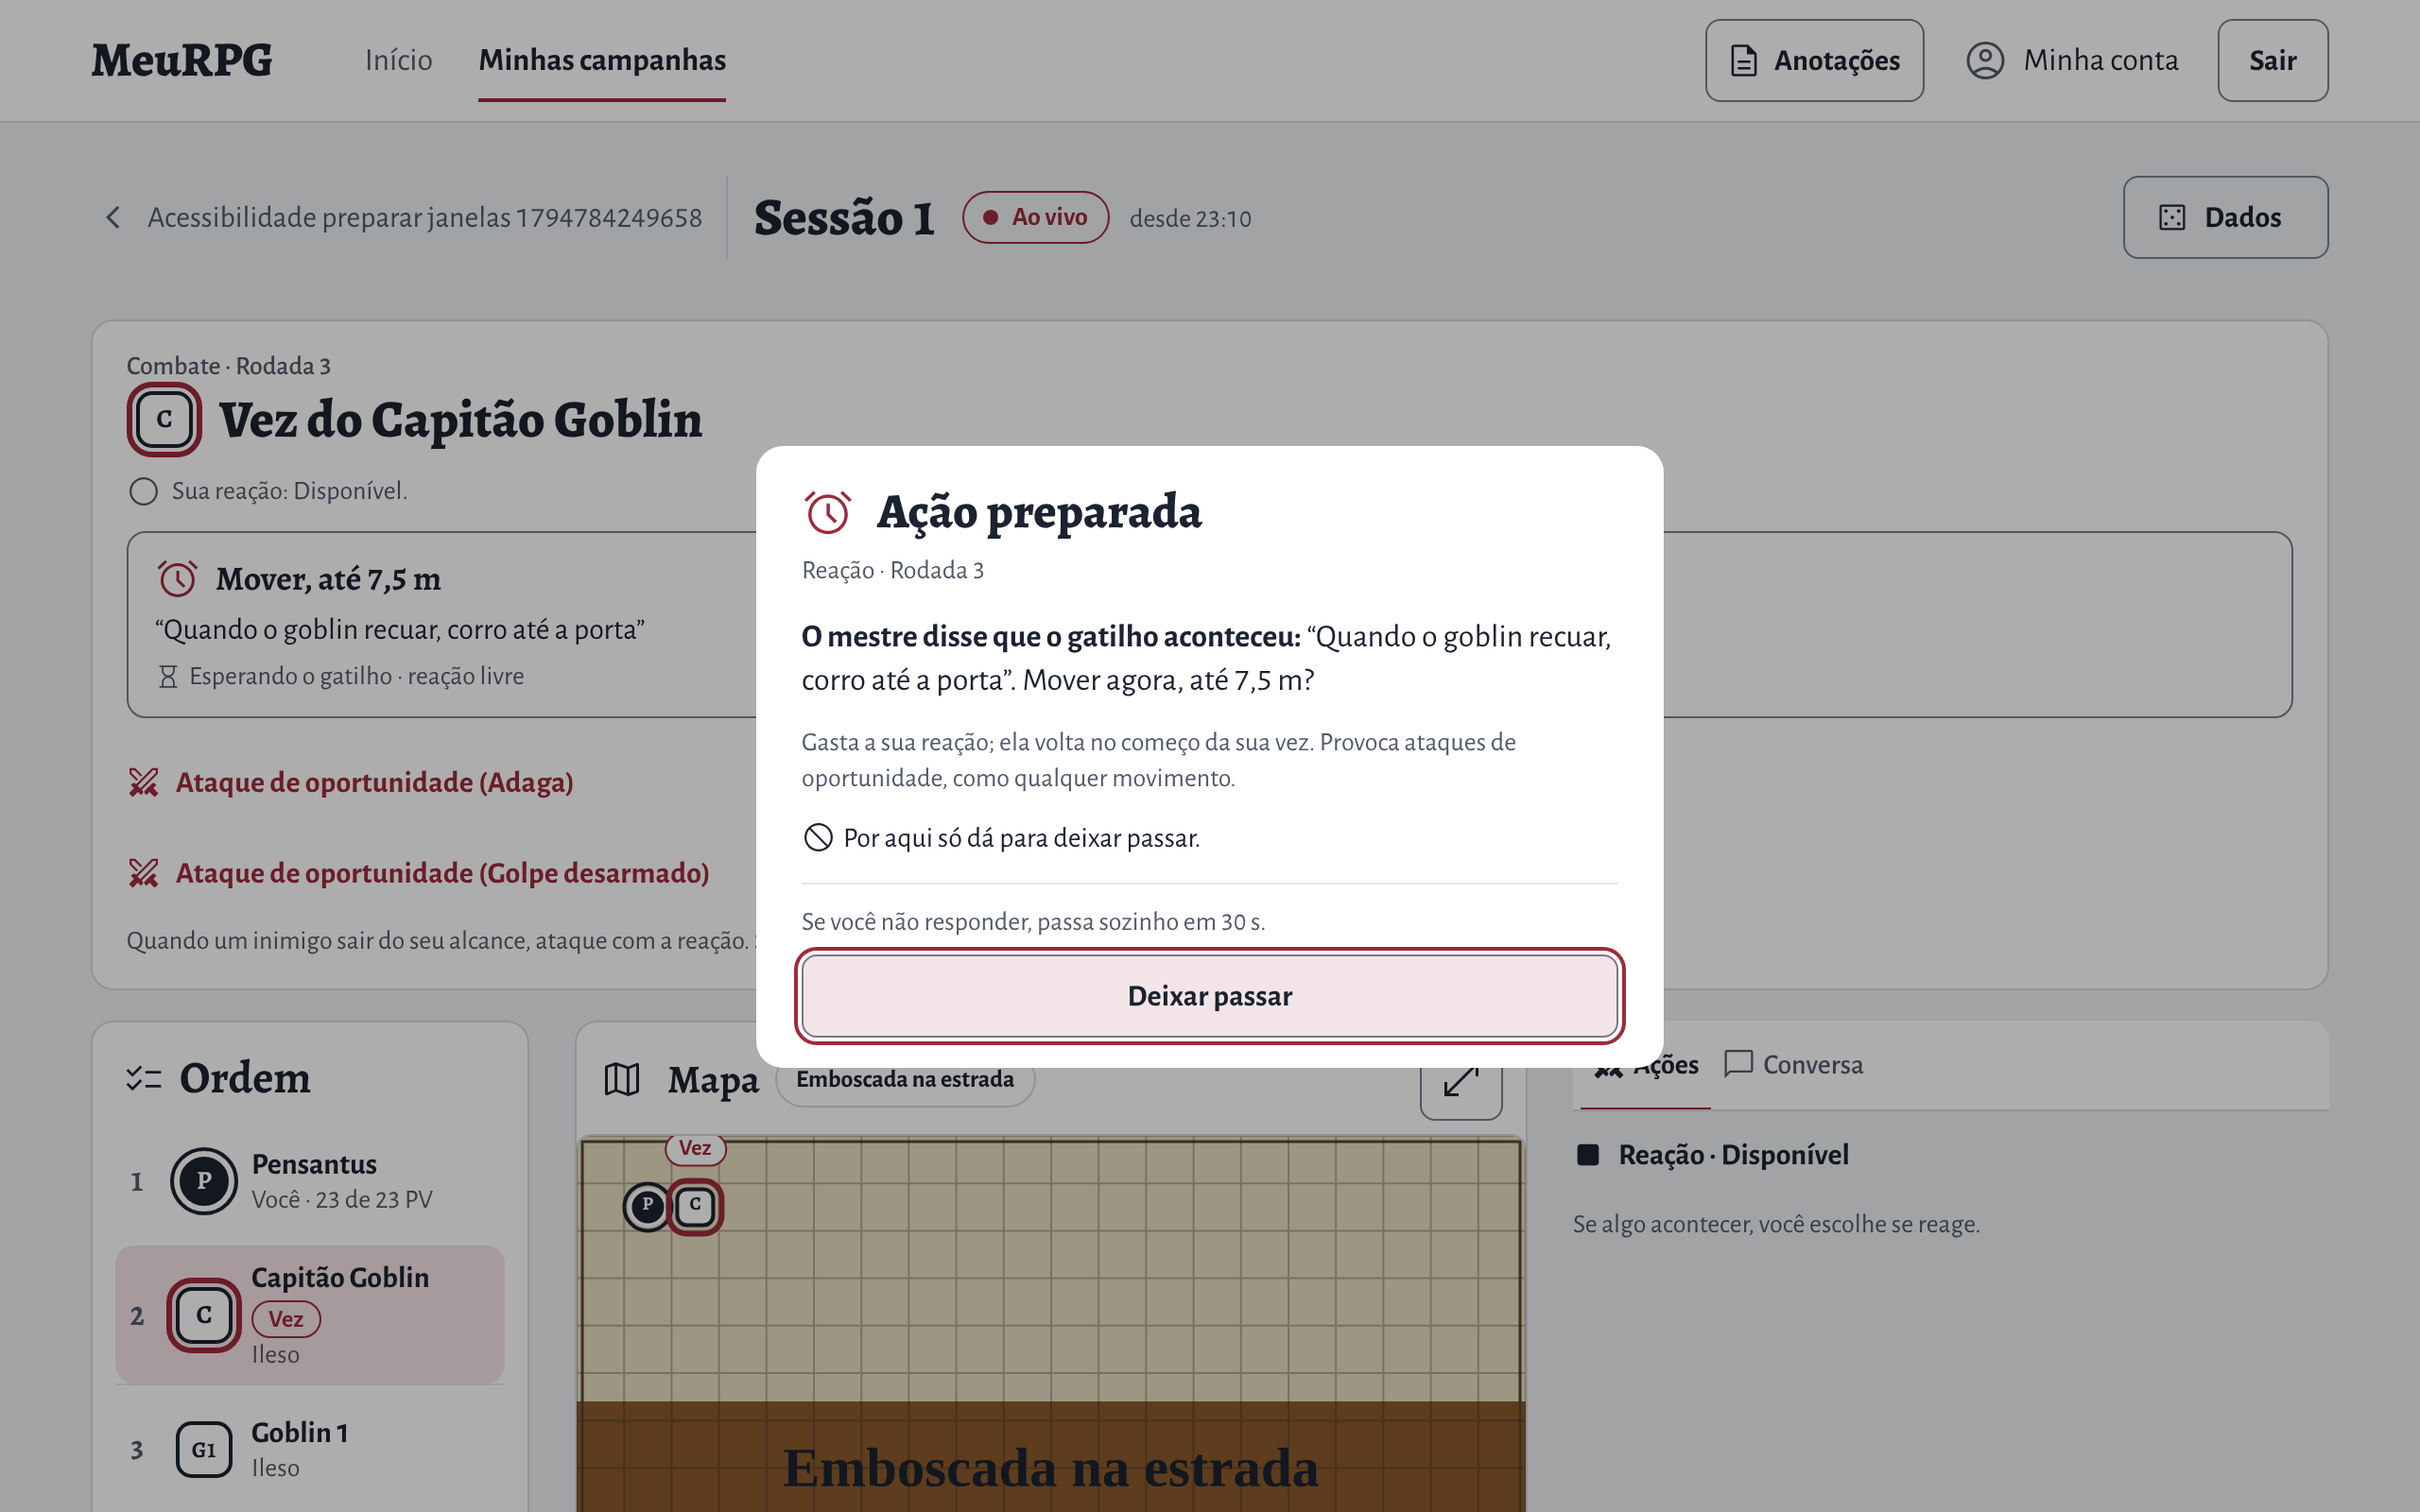 MeuRPG
Início
Minhas campanhas
Anotações
Minha conta
Sair
Acessibilidade preparar janelas 1794784249658
Sessão 1
Ao vivo
desde 23:10
Dados
Combate · Rodada 3
C
Vez do Capitão Goblin
Sua reação: Disponível.
Mover, até 7,5 m
“Quando o goblin recuar, corro até a porta”
Esperando o gatilho · reação livre
Ataque de oportunidade (Adaga)
Ataque de oportunidade (Golpe desarmado)
Quando um inimigo sair do seu alcance, ataque com a reação.
Ação preparada
Reação · Rodada 3
O mestre disse que o gatilho aconteceu: “Quando o goblin recuar,
corro até a porta”. Mover agora, até 7,5 m?
Gasta a sua reação; ela volta no começo da sua vez. Provoca ataques de
oportunidade, como qualquer movimento.
Por aqui só dá para deixar passar.
Se você não responder, passa sozinho em 30 s.
Deixar passar
Ordem
1
P
Pensantus
Você · 23 de 23 PV
2
C
Capitão Goblin
Vez
Ileso
3
G1
Goblin 1
Ileso
Mapa
Emboscada na estrada
Vez
P
C
Emboscada na estrada
Ações
Conversa
Reação · Disponível
Se algo acontecer, você escolhe se reage.